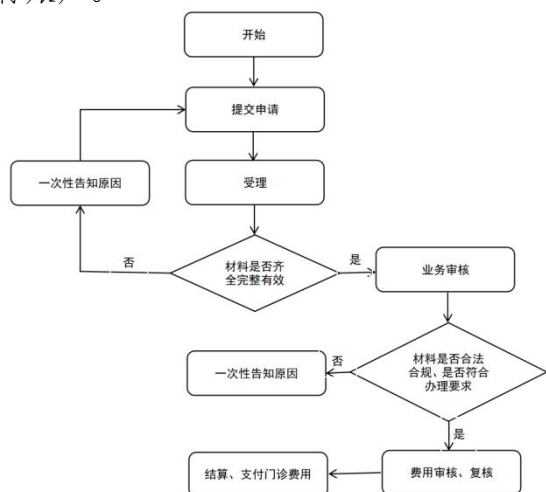 开始
提交申请
一次性告知原因
受理
否
材料是否齐
全完整有效
是
业务审核
一次性告知原因
否
材料是否合法
合规、是否符合
办理要求
是
结算、支付门诊费用
费用审核、复核